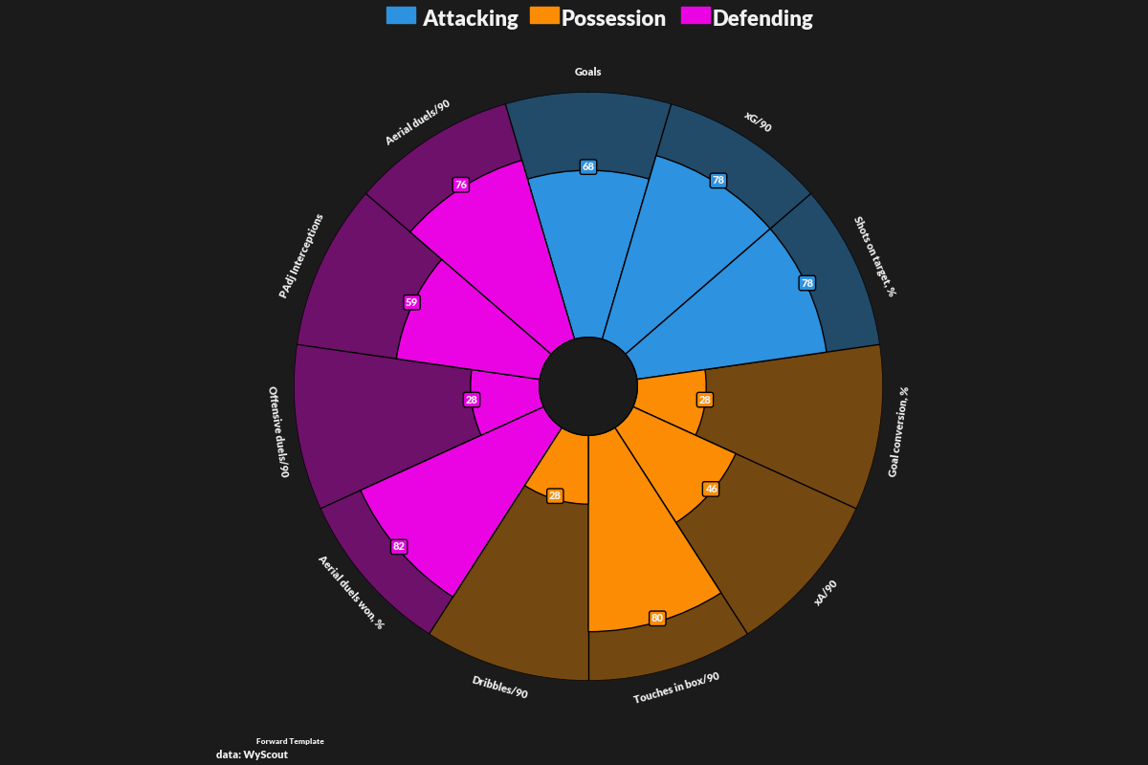 Attacking Possession Defending
Goals
xG/90
Shots on target, %
Goal conversion, %
xA/90
Touches in box/90
Dribbles/90
Aerial duels won, %
Offensive duels/90
PAdj Interceptions
Aerial duels/90
68
78
78
28
46
80
28
82
28
59
76
Forward Template
data: WyScout